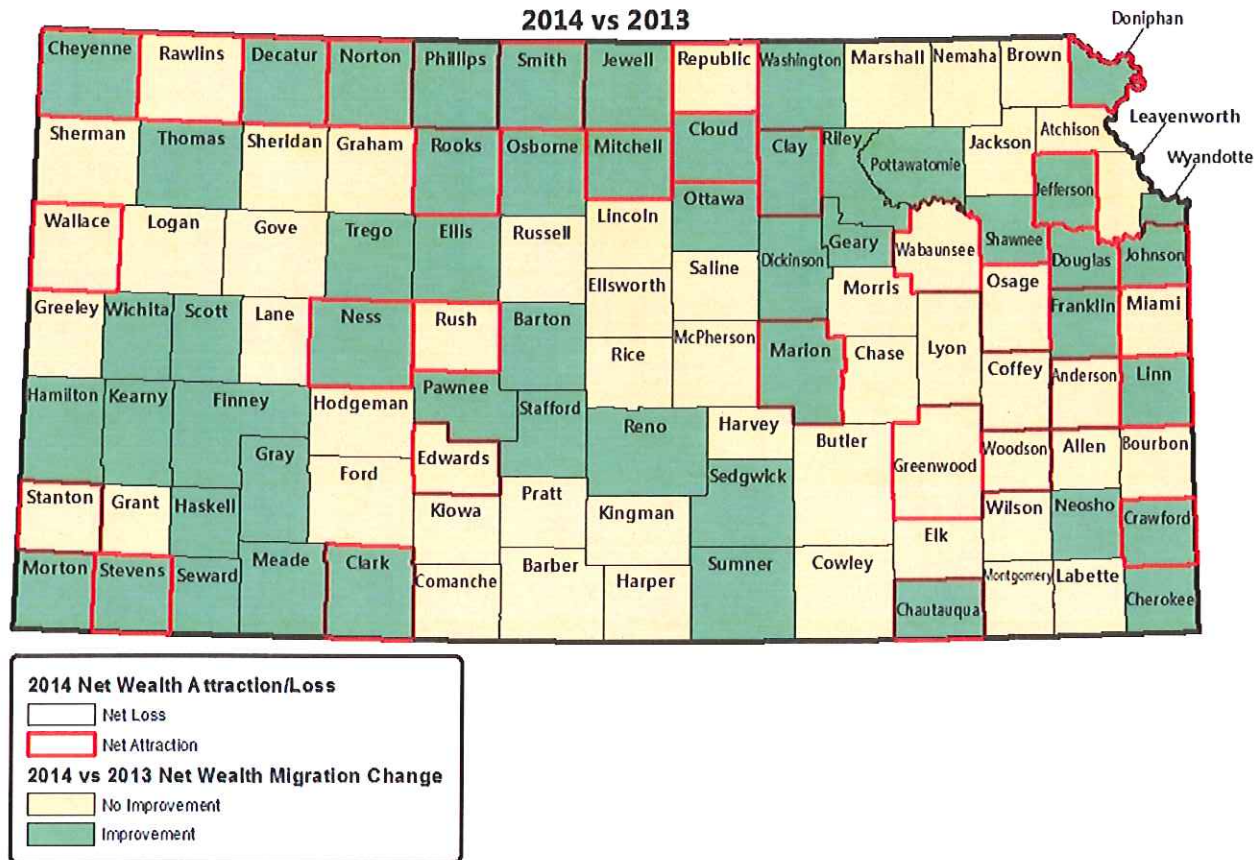 2014 vs 2013
Doniphan
Cheyenne Rawlins Decatur Norton Phillips Smith Jewell Republic Washington Marshall Nemaha Brown
Leavenworth
Sherman Thomas Sheridan Graham Rooks Osborne Mitchell Cloud Clay Riley Pottawatomie Jackson Atchison
Wyandotte
Jefferson
Wallace Logan Gove Trego Ellis Russell Lincoln Ottawa Dickinson Geary Wabaunsee Shawnee Douglas Johnson
Ellsworth Saline Morris Osage
Greeley Wichita Scott Lane Ness Rush Barton Rice McPherson Marion Chase Lyon Franklin Miami
Coffey Anderson Linn
Hamilton Kearny Finney Hodgeman Pawnee Stafford Reno Harvey Butler Greenwood Woodson Allen Bourbon
Gray Ford Edwards Sedgwick
Stanton Grant Haskell Kiowa Pratt Kingman Elk Wilson Neosho Crawford
Morton Stevens Seward Meade Clark Comanche Barber Harper Sumner Cowley Chautauqua Montgomery Labette Cherokee
2014 Net Wealth Attraction/Loss
Net Loss
Net Attraction
2014 vs 2013 Net Wealth Migration Change
No Improvement
Improvement